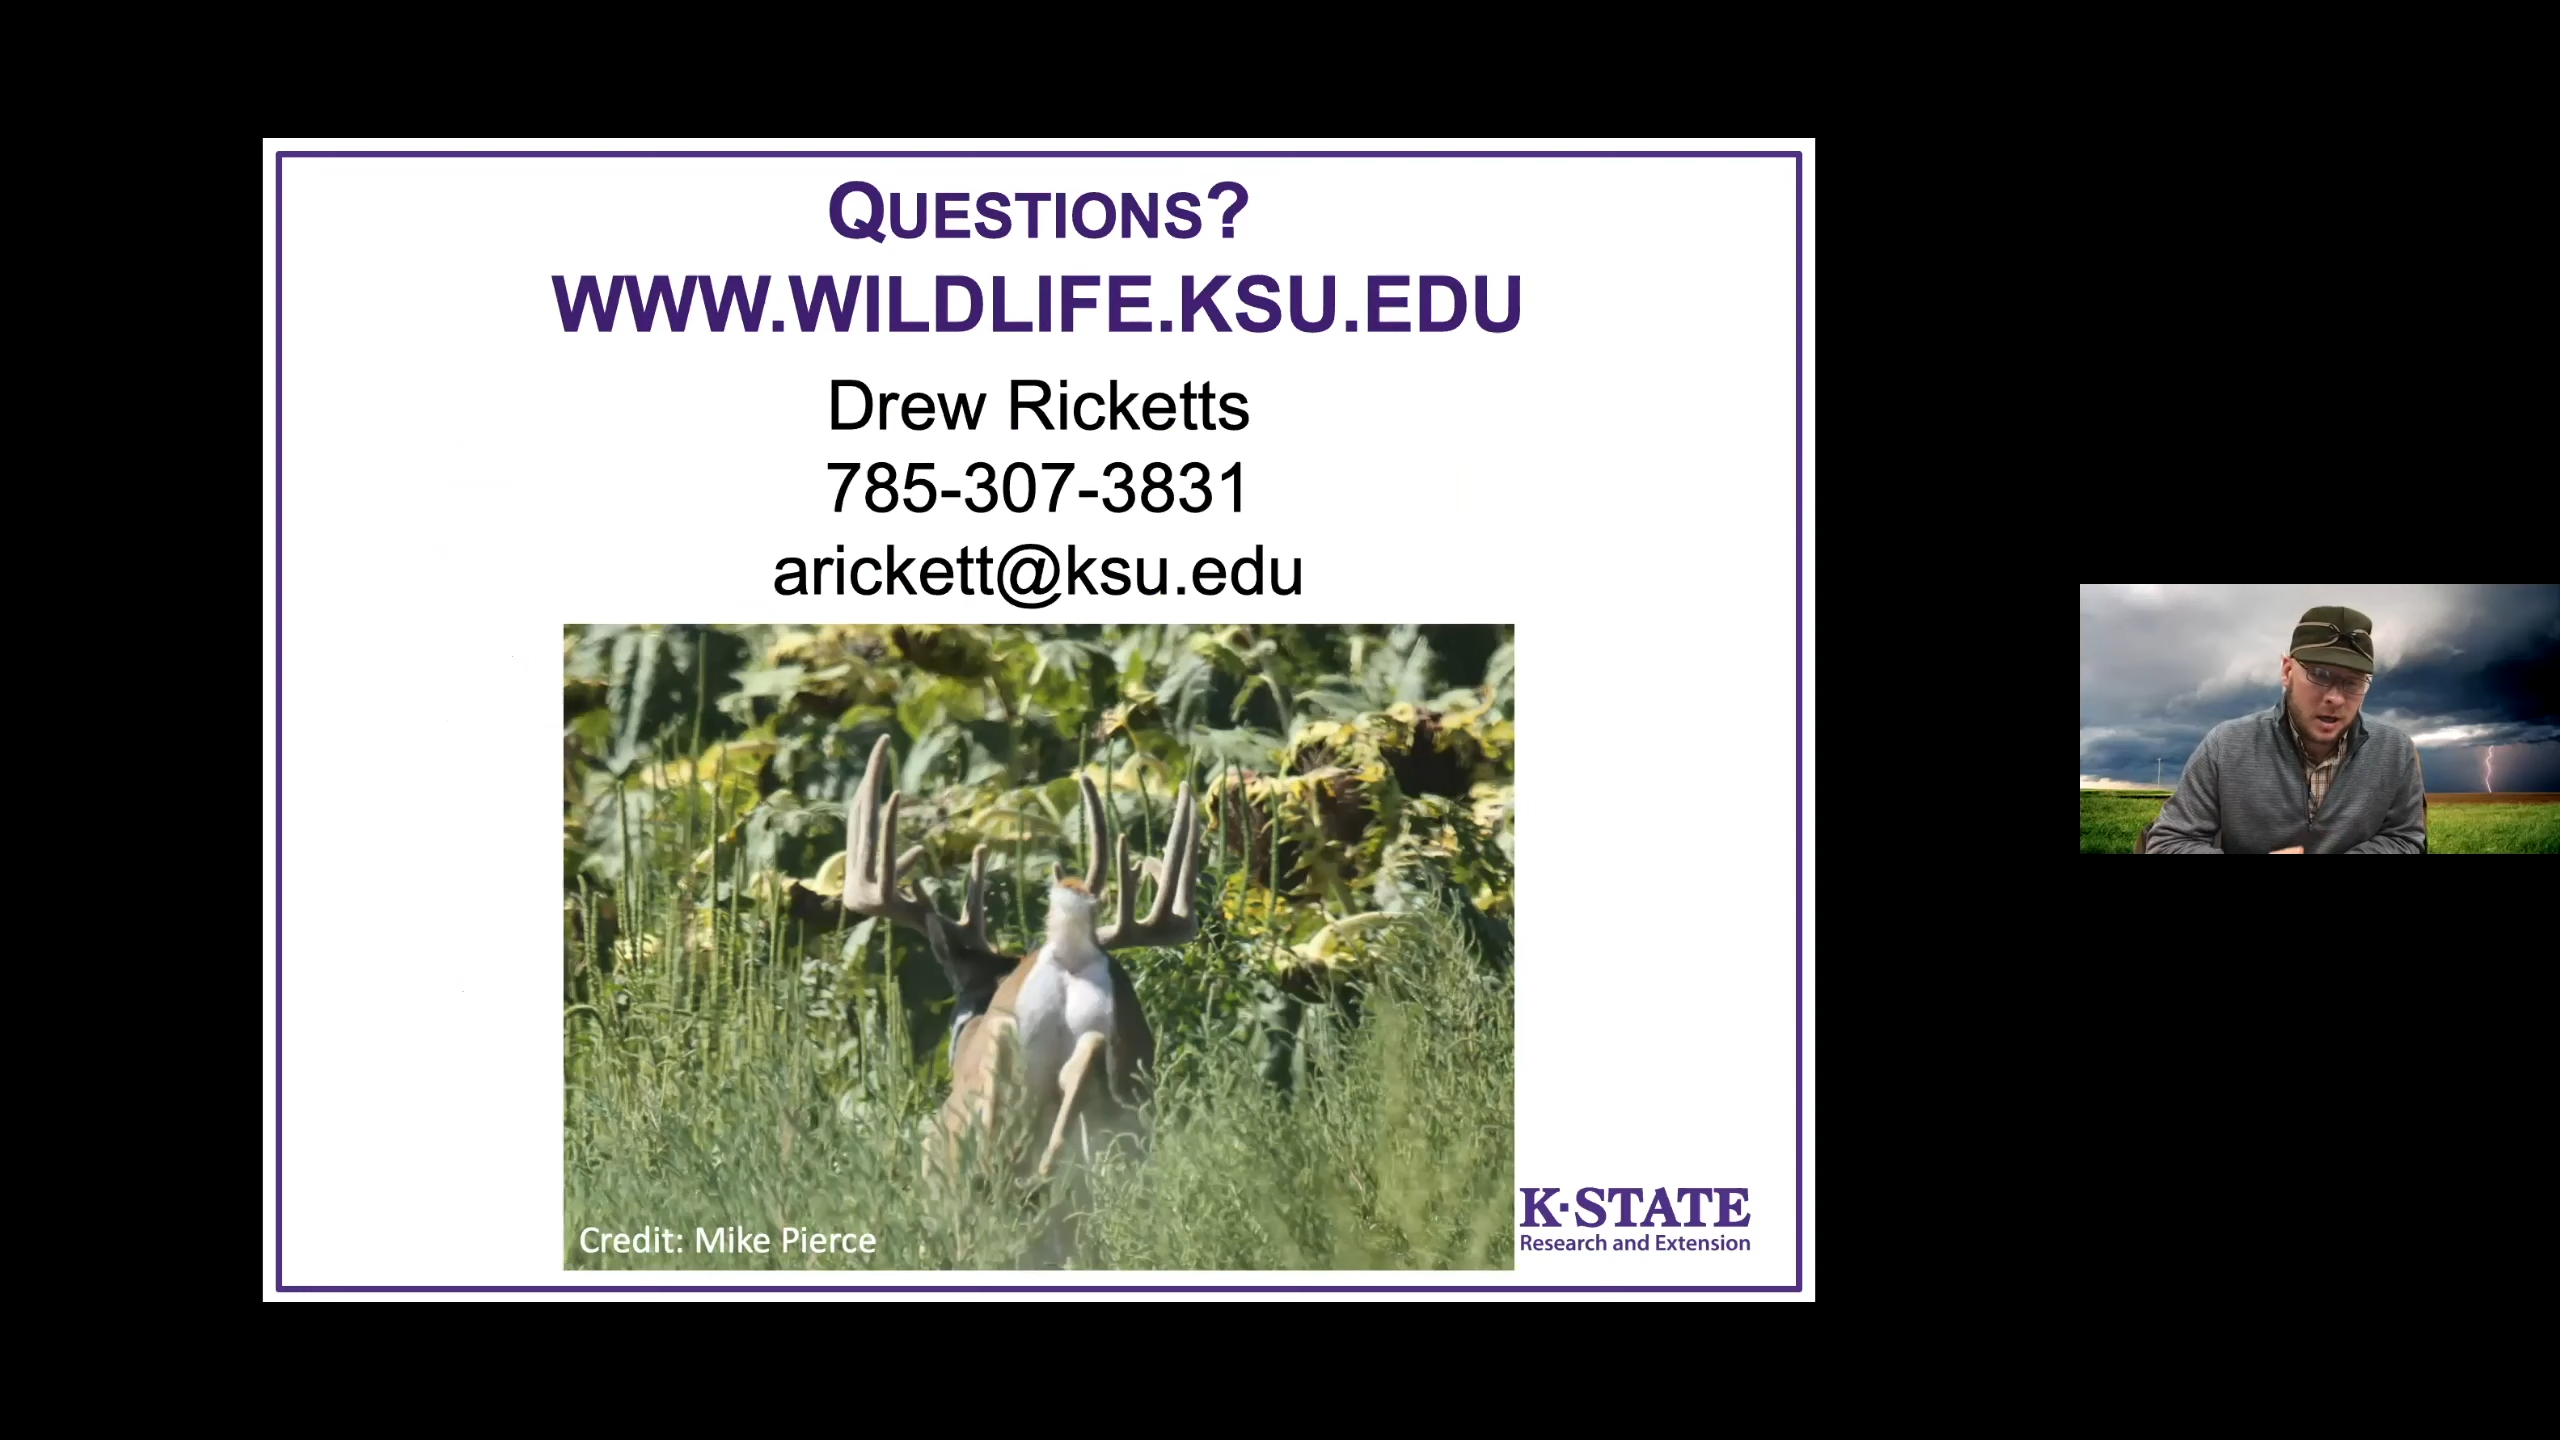 QUESTIONS?
WWW.WILDLIFE.KSU.EDU
Drew Ricketts
785-307-3831
arickett@ksu.edu
Credit: Mike Pierce
K·STATE
Research and Extension